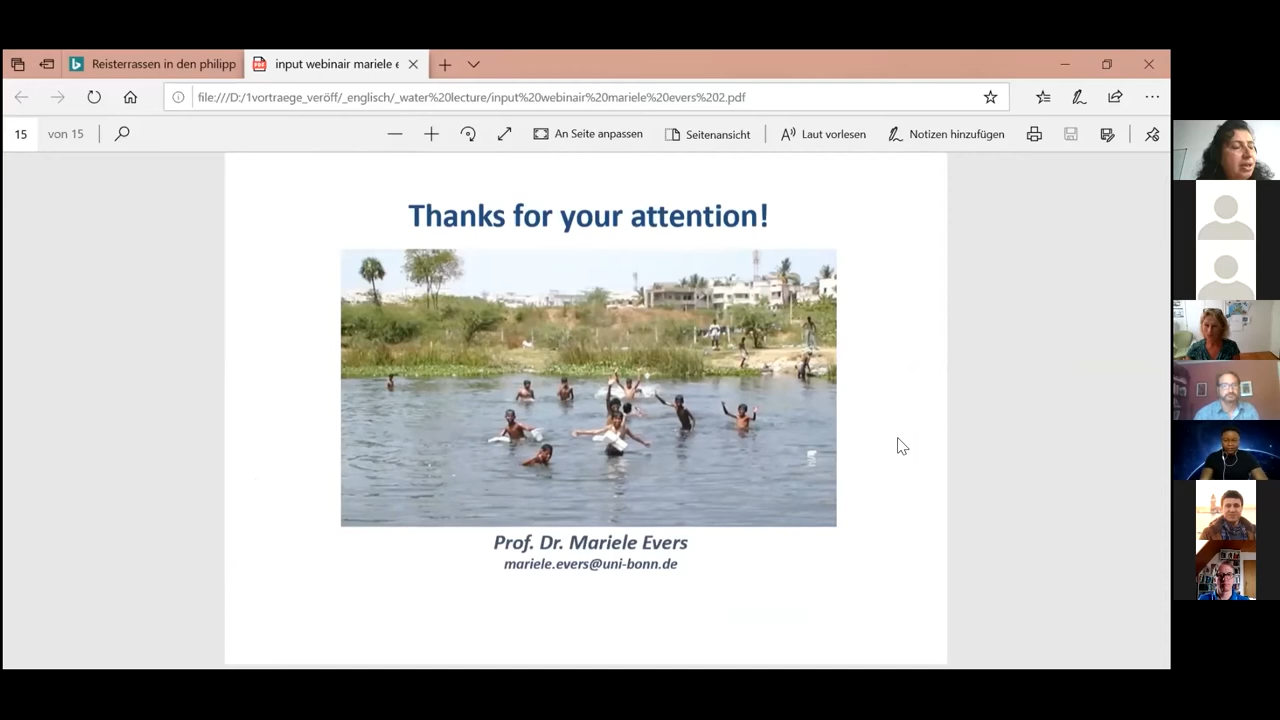 Reisterrassen in den philipp
input webinair mariele e
file:///D:/1vortraege_veröff/_englisch/_water%20lecture/input%20webinair%20mariele%20evers%202.pdf
15 von 15
An Seite anpassen
Seitenansicht
A)) Laut vorlesen
Notizen hinzufügen
Thanks for your attention!
Prof. Dr. Mariele Evers
mariele.evers@uni-bonn.de